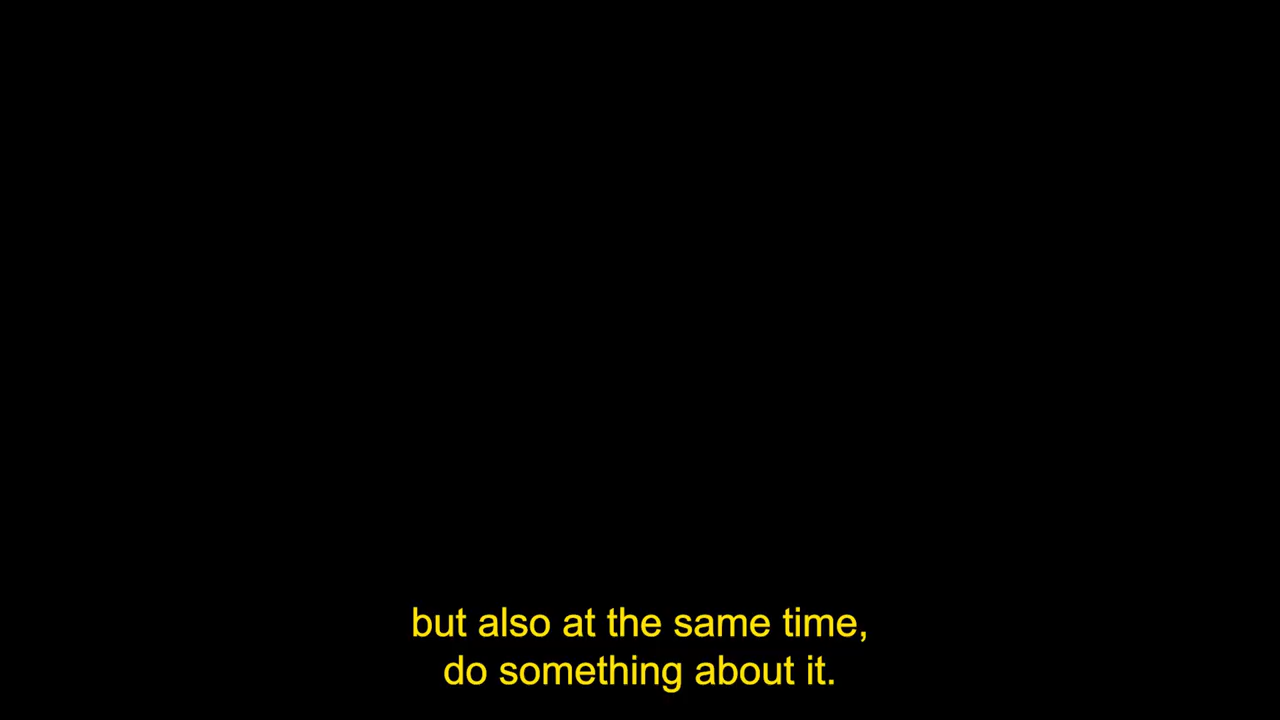 but also at the same time,
do something about it.